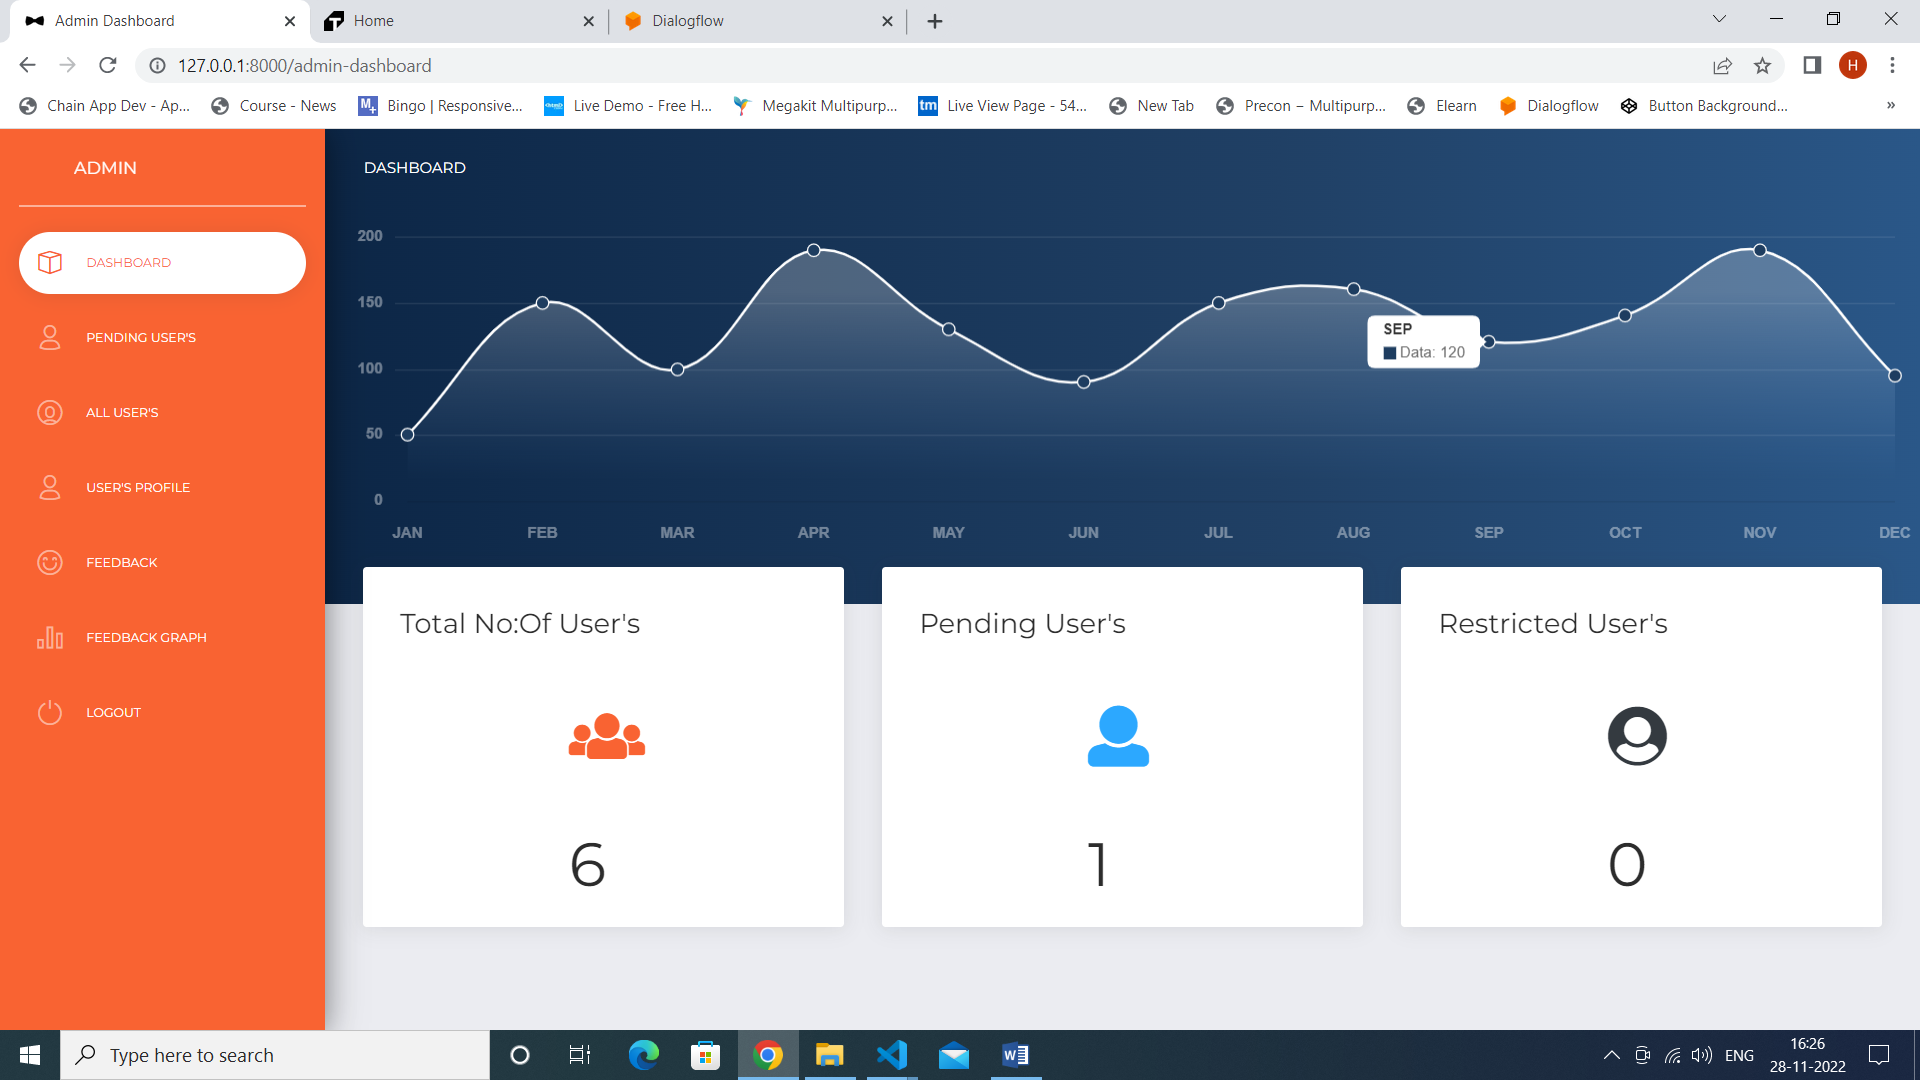 Admin Dashboard
Home
Dialogflow
127.0.0.1:8000/admin-dashboard
H
Chain App Dev - Ap...
Course - News
M+
Bingo | Responsive...
Live Demo - Free H...
Megakit Multipurp...
tm
Live View Page - 54...
New Tab
Precon – Multipurp...
Elearn
Dialogflow
Button Background...
»
ADMIN
DASHBOARD
PENDING USER'S
ALL USER'S
USER'S PROFILE
FEEDBACK
FEEDBACK GRAPH
LOGOUT
DASHBOARD
200
150
100
50
0
SEP
Data: 120
JAN FEB MAR APR MAY JUN JUL AUG SEP OCT NOV DEC
Total No:Of User's
6
Pending User's
1
Restricted User's
0
Type here to search
W
ENG
16:26
28-11-2022